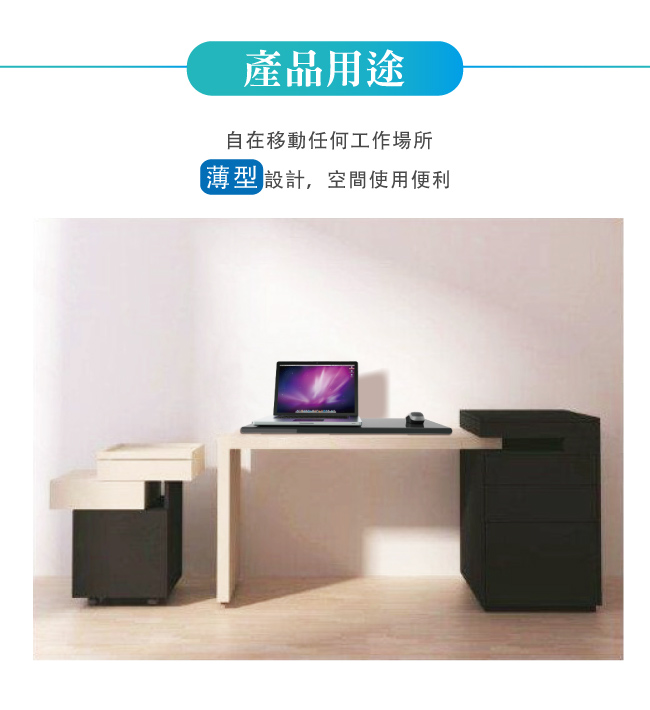 產品用途
自在移動任何工作場所
薄型設計，空間使用便利